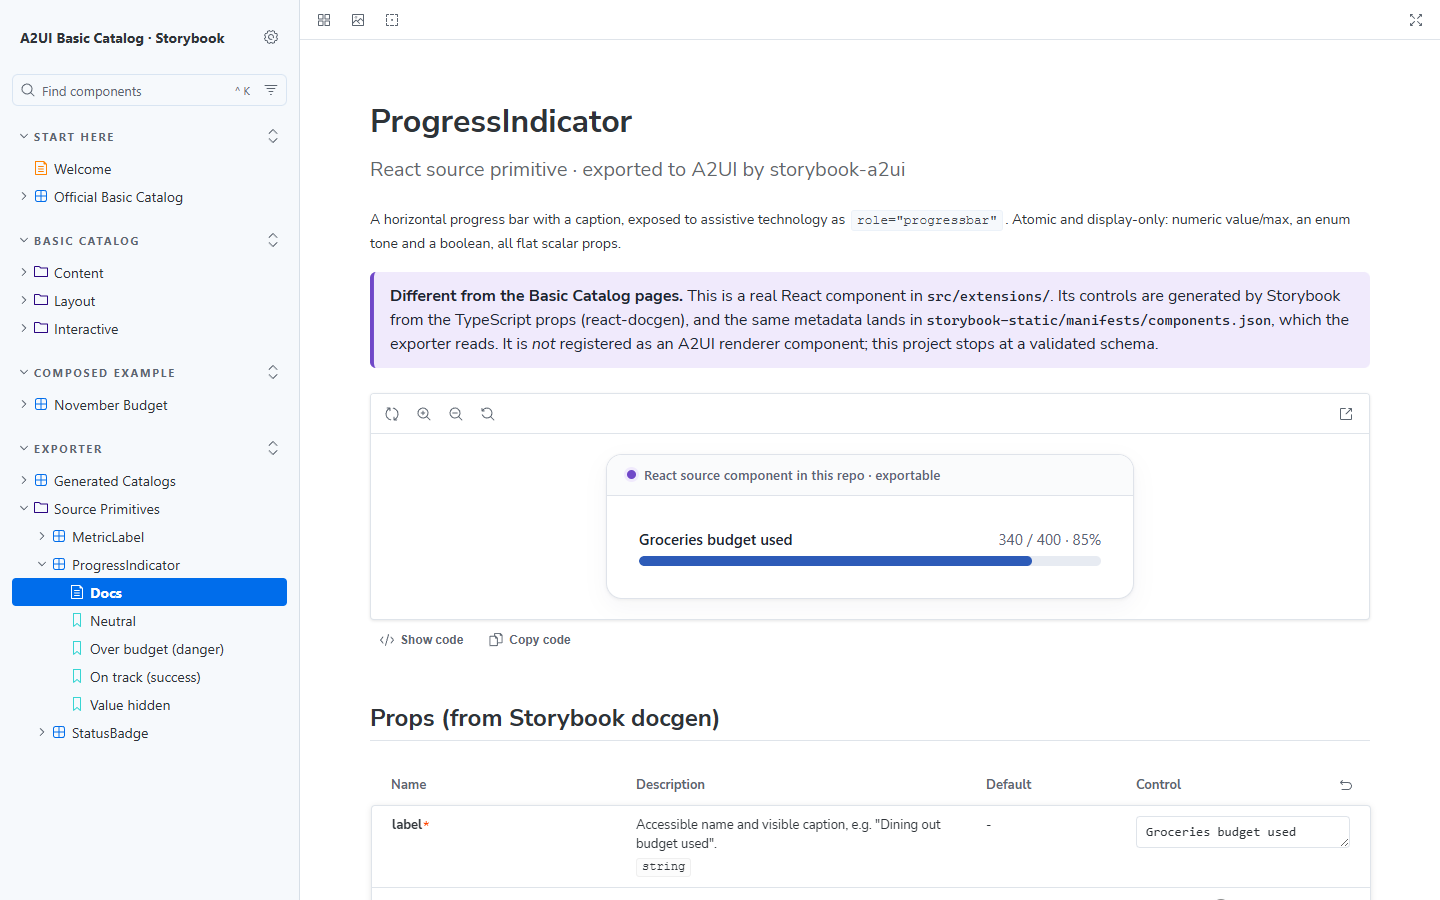 A2UI Basic Catalog · Storybook
Find components
^ K
START HERE
Welcome
Official Basic Catalog
BASIC CATALOG
Content
Layout
Interactive
COMPOSED EXAMPLE
November Budget
EXPORTER
Generated Catalogs
Source Primitives
MetricLabel
ProgressIndicator
Docs
Neutral
Over budget (danger)
On track (success)
Value hidden
StatusBadge
ProgressIndicator
React source primitive · exported to A2UI by storybook-a2ui
A horizontal progress bar with a caption, exposed to assistive technology as role="progressbar" . Atomic and display-only: numeric value/max, an enum
tone and a boolean, all flat scalar props.
Different from the Basic Catalog pages. This is a real React component in src/extensions/. Its controls are generated by Storybook
from the TypeScript props (react-docgen), and the same metadata lands in storybook-static/manifests/components.json, which the
exporter reads. It is not registered as an A2UI renderer component; this project stops at a validated schema.
React source component in this repo · exportable
Groceries budget used
340 / 400 · 85%
Show code
Copy code
Props (from Storybook docgen)
Name
Description
Default
Control
label*
Accessible name and visible caption, e.g. "Dining out
budget used".
string
-
Groceries budget used